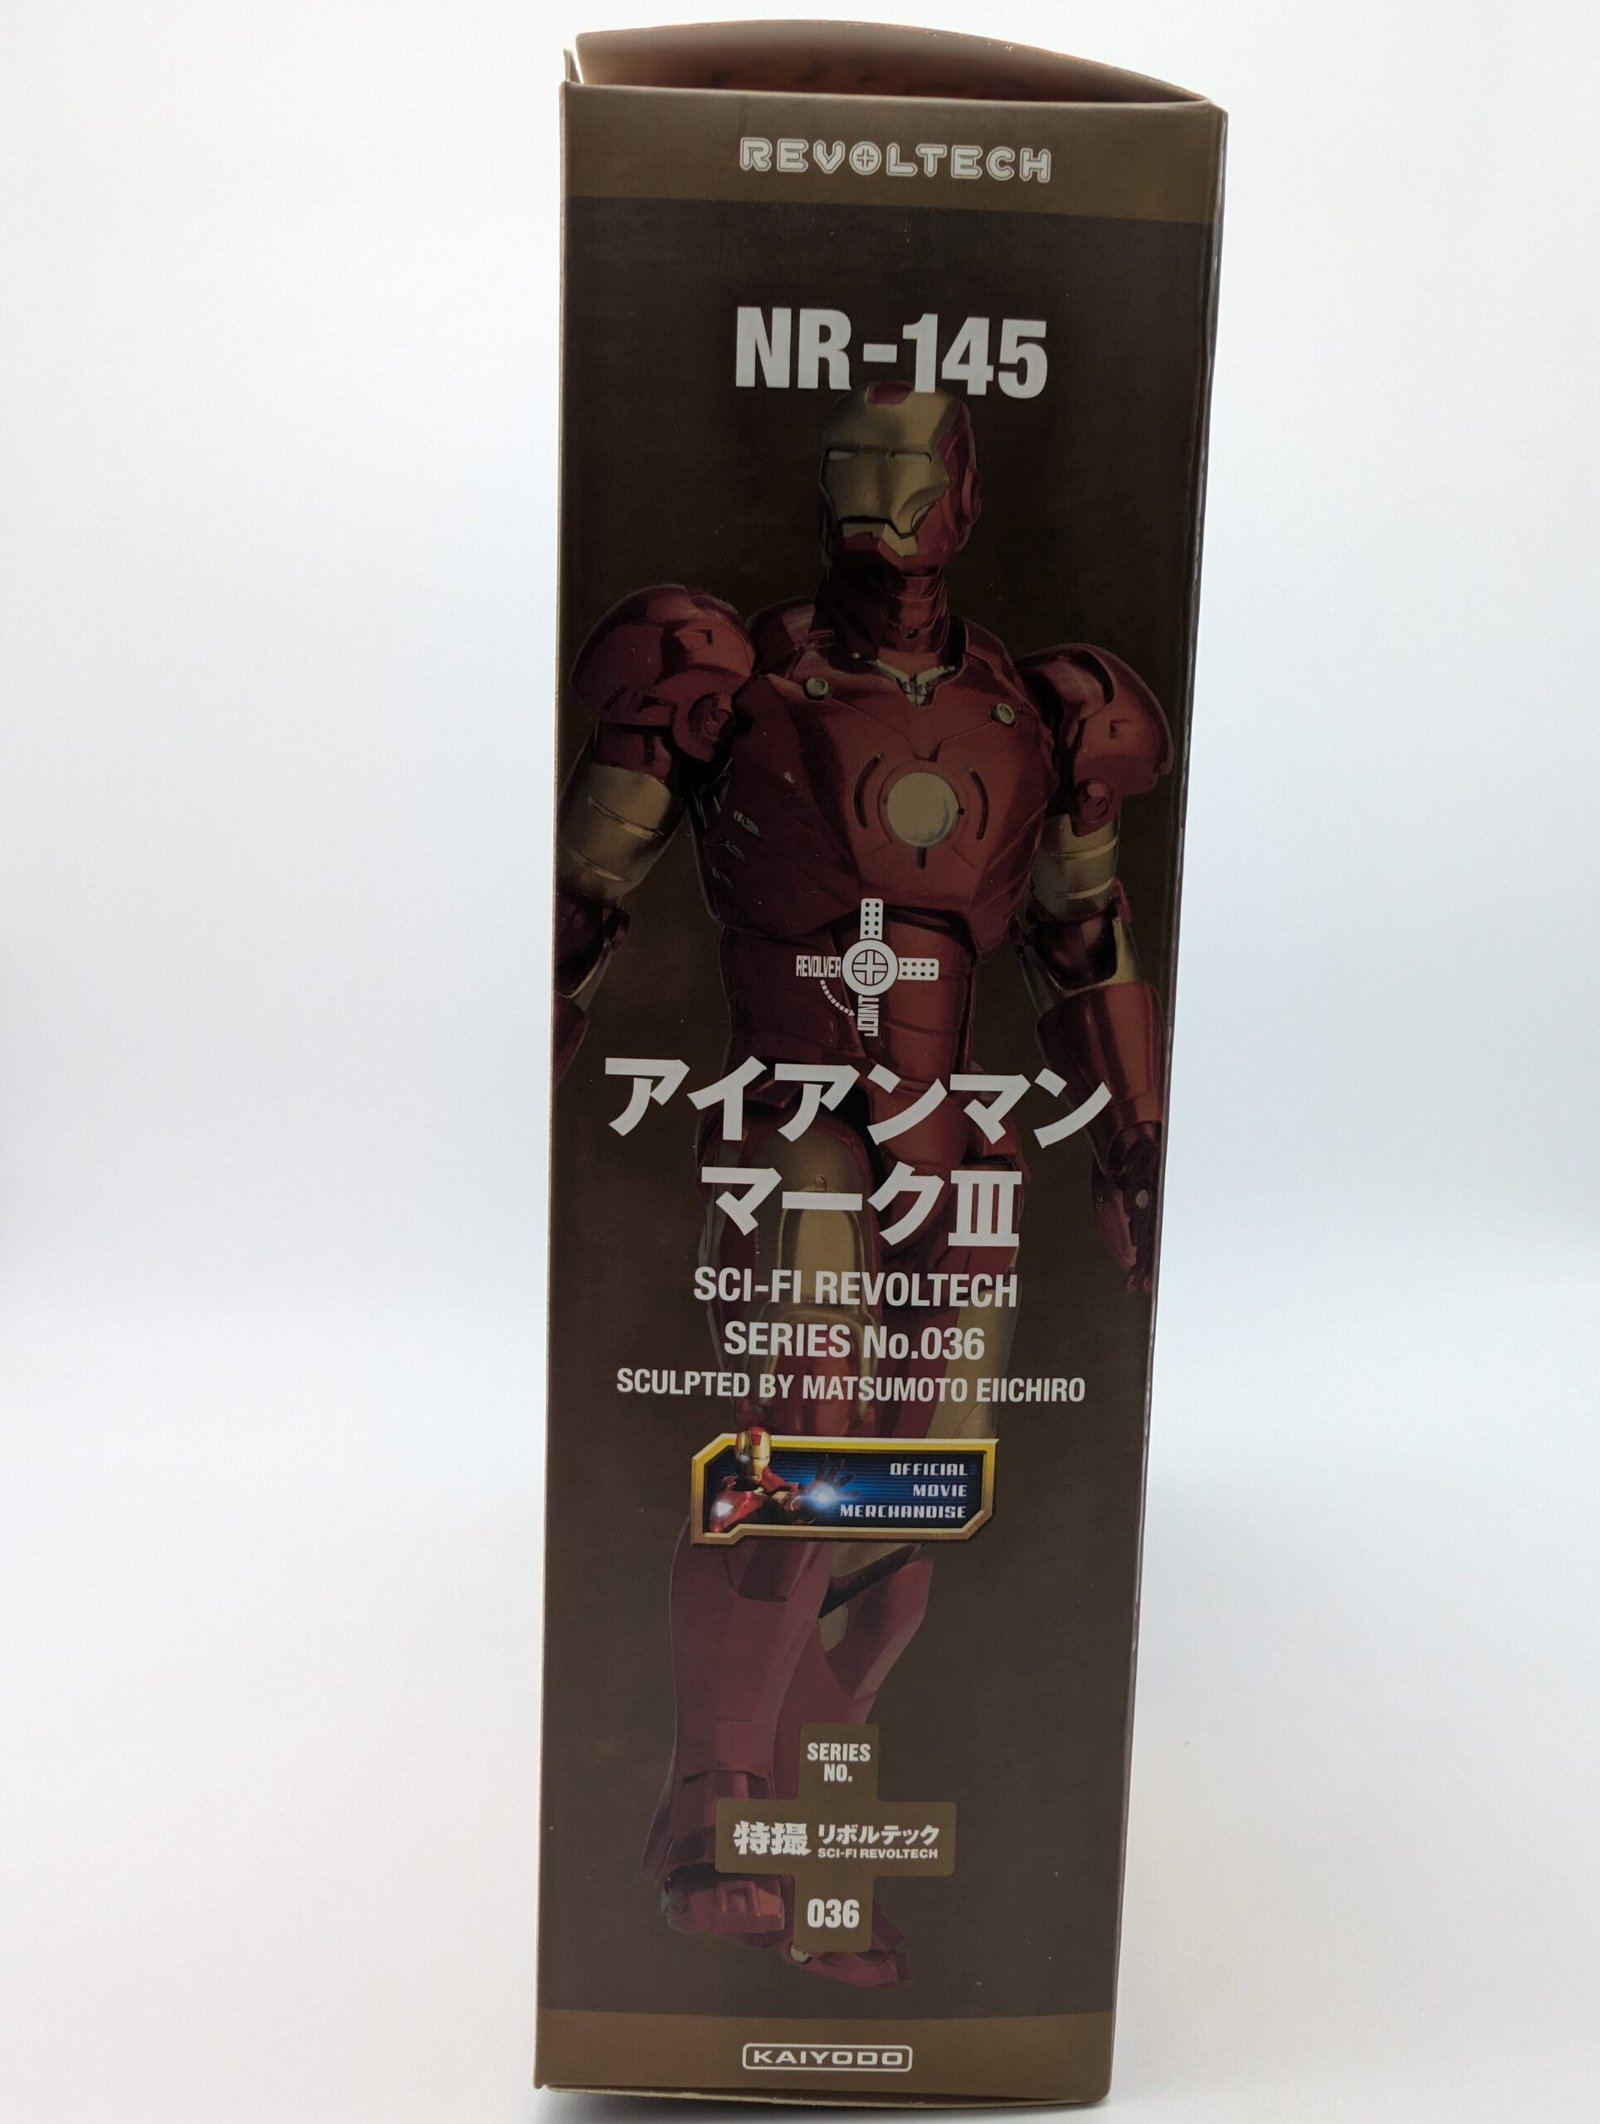 REVOLTECH
NR-145
REVOLVER
JOINT
アイアンマン
マークⅢ
SCI-FI REVOLTECH
SERIES No.036
SCULPTED BY MATSUMOTO EIICHIRO
OFFICIAL
MOVIE
MERCHANDISE
SERIES
NO.
特撮 リボルテック
SCI-FI REVOLTECH
036
KAIYODO